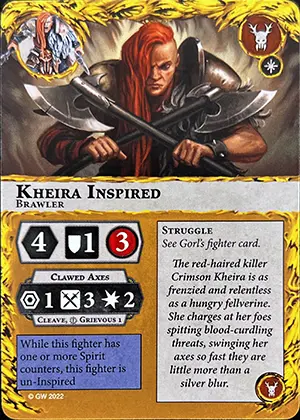 Kheira Inspired
Brawler
4 1 3
Clawed Axes
1 3 2
Cleave, Grievous 1
While this fighter has
one or more Spirit
counters, this fighter is
un-Inspired
© GW 2022
Struggle
See Gorl's fighter card.
The red-haired killer
Crimson Kheira is as
frenzied and relentless
as a hungry fellverine.
She charges at her foes
spitting blood-curdling
threats, swinging her
axes so fast they are
little more than a
silver blur.